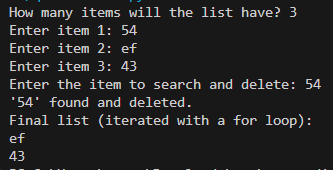 How many items will the list have? 3
Enter item 1: 54
Enter item 2: ef
Enter item 3: 43
Enter the item to search and delete: 54
'54' found and deleted.
Final list (iterated with a for loop):
ef
43